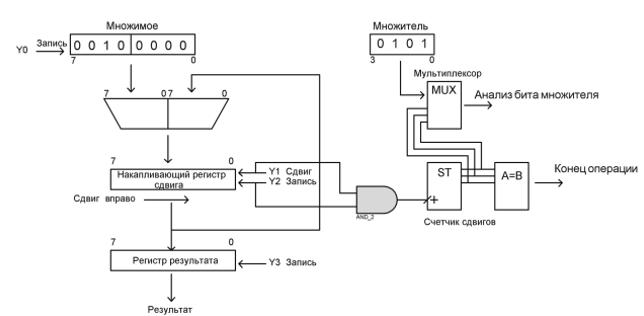 Множимое
Множитель
Y0 Запись 0 0 1 0 0 0 0 0
7 0
0 1 0 1
3 0
Мультиплексор
MUX
Анализ бита множителя
7 0 7 0
7 0
Накапливающий регистр
сдвига
Y1 Сдвиг
Y2 Запись
Сдвиг вправо
AND_2
ST
+
A=B
Конец операции
Счетчик сдвигов
7 0
Регистр результата
Y3 Запись
Результат